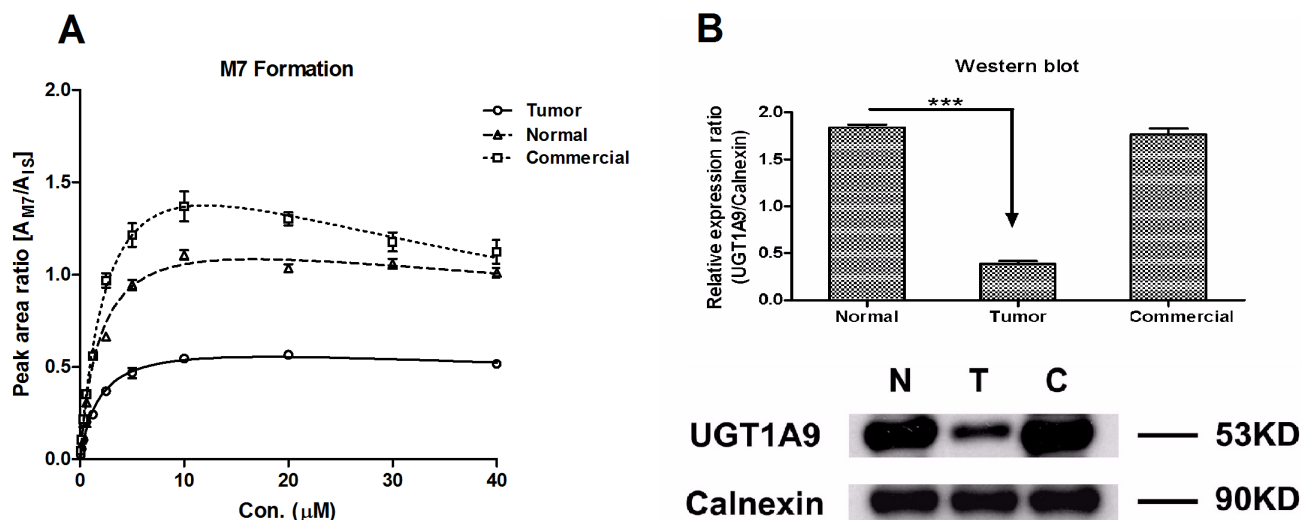 A
M7 Formation
Peak area ratio [A_M7/A_IS]
2.0
1.5
1.0
0.5
0.0
0 10 20 30 40
Con. (μM)
Tumor
Normal
Commercial
B
Western blot
***
Relative expression ratio
(UGT1A9/Calnexin)
2.0
1.5
1.0
0.5
0.0
Normal Tumor Commercial
N T C
UGT1A9 53KD
Calnexin 90KD